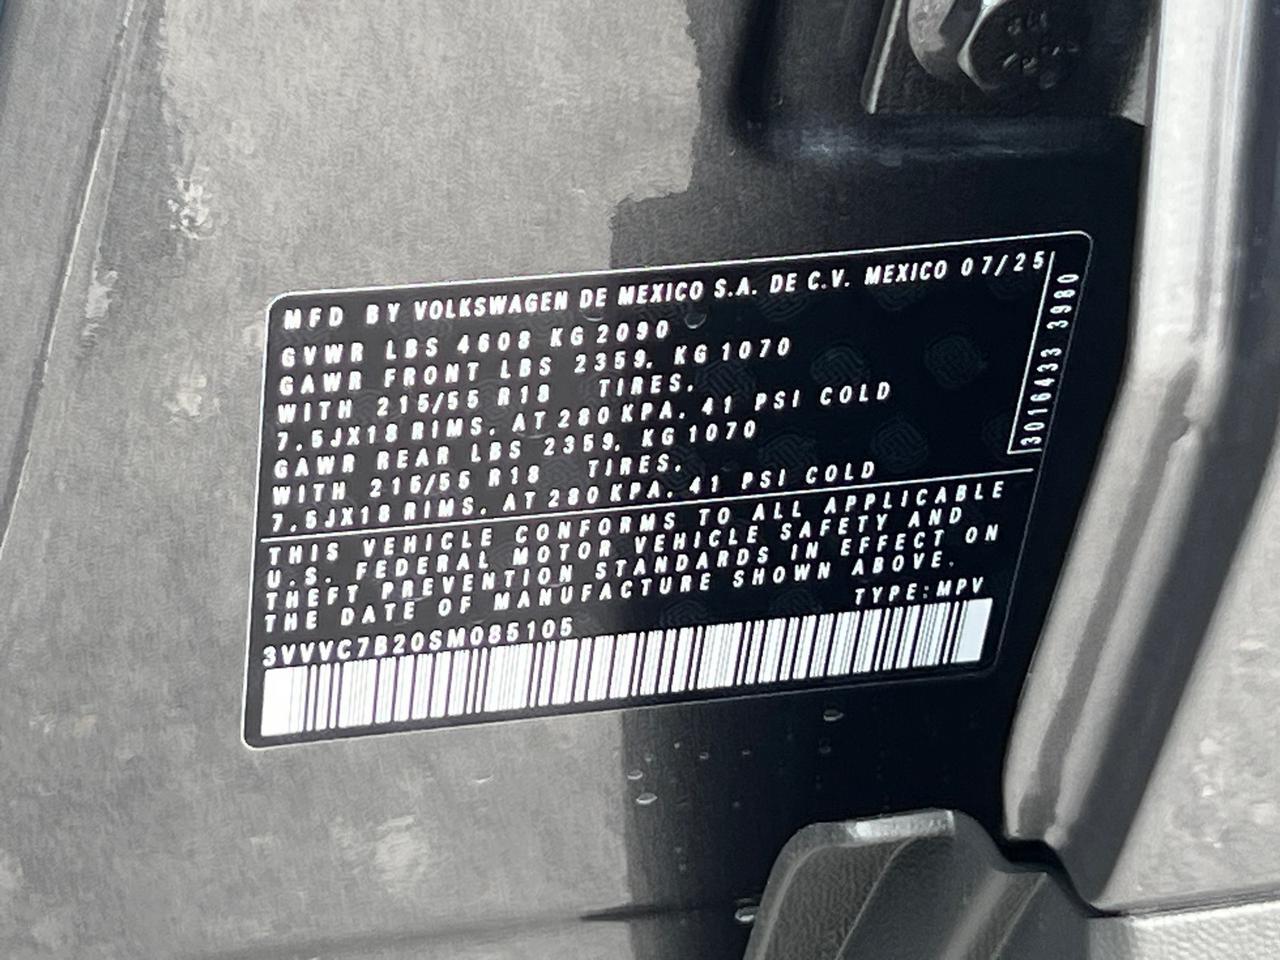 MFD BY VOLKSWAGEN DE MEXICO S.A. DE C.V. MEXICO 07/25
GVWR LBS 4608 KG 2090
GAWR FRONT LBS 2359, KG 1070
WITH 215/55 R18 TIRES,
7,5JX18 RIMS, AT 280 KPA, 41 PSI COLD
GAWR REAR LBS 2359, KG 1070
WITH 215/55 R18 TIRES,
7,5JX18 RIMS, AT 280 KPA, 41 PSI COLD
3016433 3980
THIS VEHICLE CONFORMS TO ALL APPLICABLE
U.S. FEDERAL MOTOR VEHICLE SAFETY AND
THEFT PREVENTION STANDARDS IN EFFECT ON
THE DATE OF MANUFACTURE SHOWN ABOVE.
TYPE: MPV
3VVVC7B20SM085105